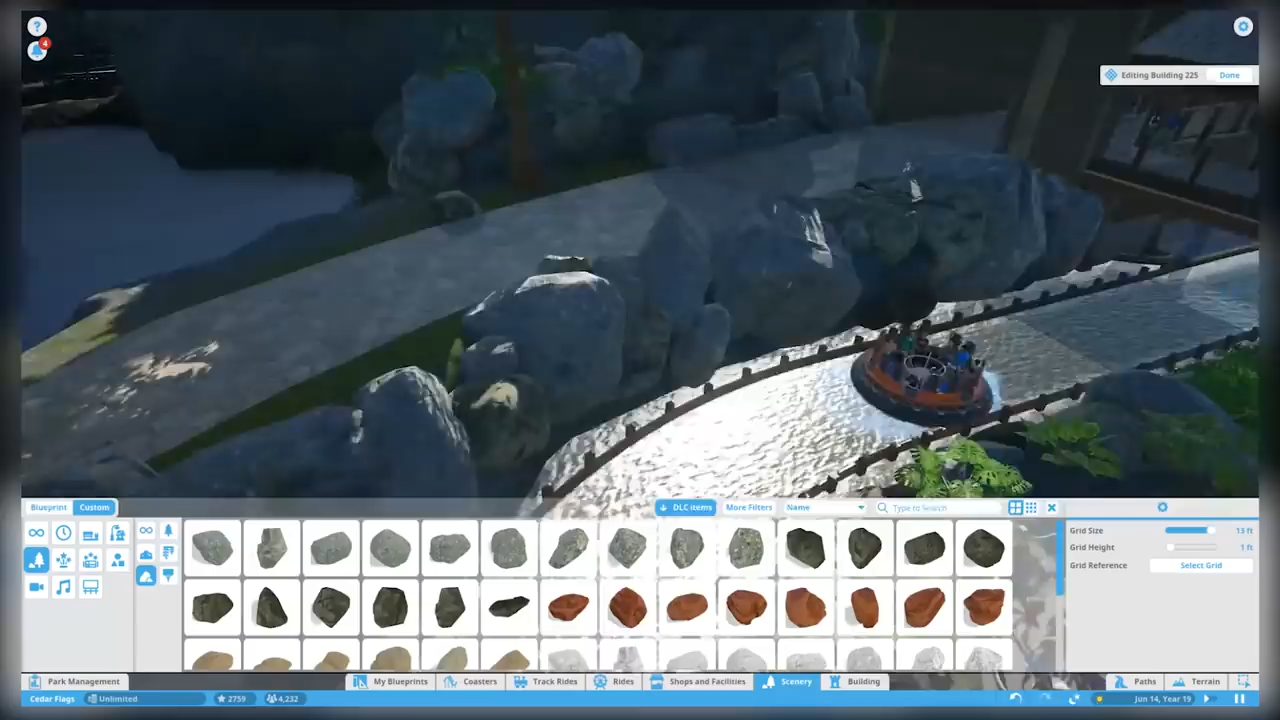 ?
4
Editing Building 225 Done
Blueprint Custom
DLC items More Filters Name Type to Search
Grid Size 13 ft
Grid Height 1 ft
Grid Reference Select Grid
Park Management My Blueprints Coasters Track Rides Rides Shops and Facilities Scenery Building Paths Terrain
Cedar Flags Unlimited 2759 4,232 Jun 14, Year 19